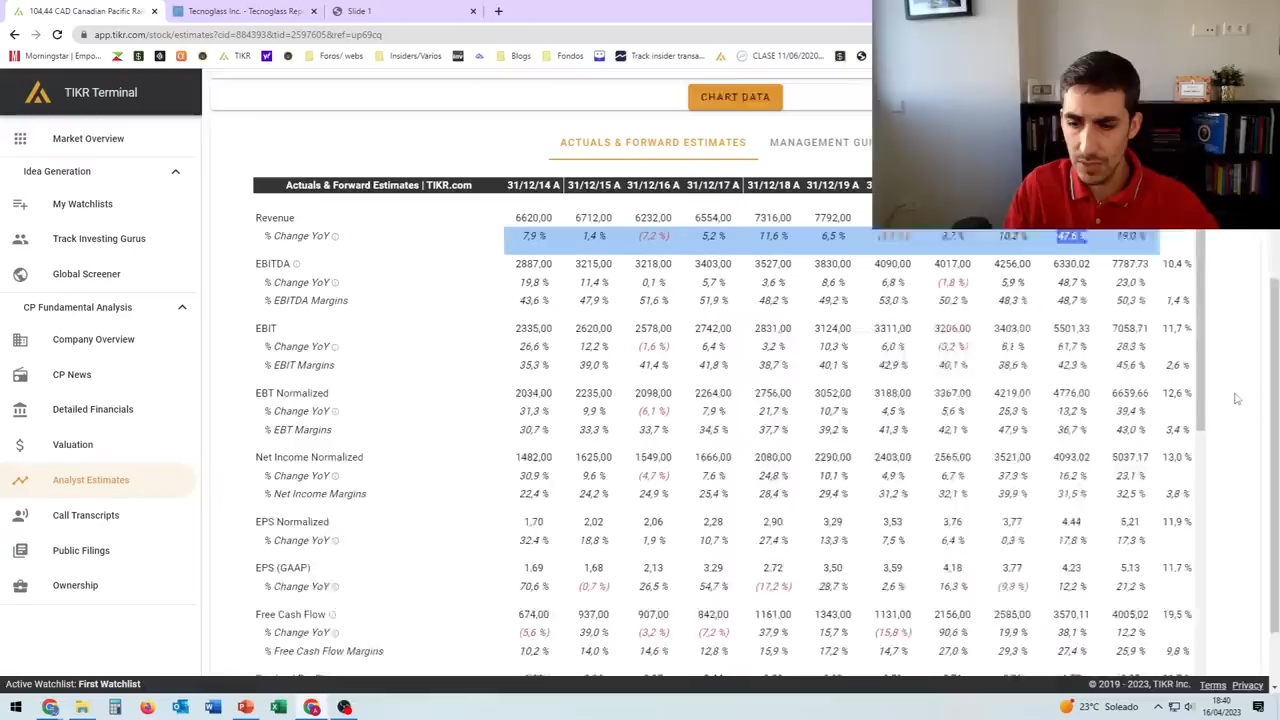 104,44 CAD Canadian Pacific Rai
Tecnoglass Inc. - Tecnoglass Rep
Slide 1
app.tikr.com/stock/estimates?cid=884393&tid=2597605&ref=up69cq
Morningstar | Empo...
TIKR
Foros/ webs
Insiders/Varios
Blogs
Fondos
Track insider transa...
CLASE 11/06/2020...
TIKR Terminal
Market Overview
Idea Generation
My Watchlists
Track Investing Gurus
Global Screener
CP Fundamental Analysis
Company Overview
CP News
Detailed Financials
Valuation
Analyst Estimates
Call Transcripts
Public Filings
Ownership
CHART DATA
ACTUALS & FORWARD ESTIMATES MANAGEMENT GUI
Actuals & Forward Estimates | TIKR.com 31/12/14 A 31/12/15 A 31/12/16 A 31/12/17 A 31/12/18 A 31/12/19 A
Revenue 6620,00 6712,00 6232,00 6554,00 7316,00 7792,00
% Change YoY 7,9 % 1,4 % (7,2 %) 5,2 % 11,6 % 6,5 % 47,6 % 19,0 %
EBITDA 2887,00 3215,00 3218,00 3403,00 3527,00 3830,00 4090,00 4017,00 4256,00 6330,02 7787,73 10,4 %
% Change YoY 19,8 % 11,4 % 0,1 % 5,7 % 3,6 % 8,6 % 6,8 % (1,8 %) 5,9 % 48,7 % 23,0 %
% EBITDA Margins 43,6 % 47,9 % 51,6 % 51,9 % 48,2 % 49,2 % 53,0 % 50,2 % 48,3 % 48,7 % 50,3 % 1,4 %
EBIT 2335,00 2620,00 2578,00 2742,00 2831,00 3124,00 3311,00 3206,00 3403,00 5501,33 7058,71 11,7 %
% Change YoY 26,6 % 12,2 % (1,6 %) 6,4 % 3,2 % 10,3 % 6,0 % (3,2 %) 6,1 % 61,7 % 28,3 %
% EBIT Margins 35,3 % 39,0 % 41,4 % 41,8 % 38,7 % 40,1 % 42,9 % 40,1 % 38,6 % 42,3 % 45,6 % 2,6 %
EBT Normalized 2034,00 2235,00 2098,00 2264,00 2756,00 3052,00 3188,00 3367,00 4219,00 4776,00 6659,66 12,6 %
% Change YoY 31,3 % 9,9 % (6,1 %) 7,9 % 21,7 % 10,7 % 4,5 % 5,6 % 25,3 % 13,2 % 39,4 %
% EBT Margins 30,7 % 33,3 % 33,7 % 34,5 % 37,7 % 39,2 % 41,3 % 42,1 % 47,9 % 36,7 % 43,0 % 3,4 %
Net Income Normalized 1482,00 1625,00 1549,00 1666,00 2080,00 2290,00 2403,00 2565,00 3521,00 4093,02 5037,17 13,0 %
% Change YoY 30,9 % 9,6 % (4,7 %) 7,6 % 24,8 % 10,1 % 4,9 % 6,7 % 37,3 % 16,2 % 23,1 %
% Net Income Margins 22,4 % 24,2 % 24,9 % 25,4 % 28,4 % 29,4 % 31,2 % 32,1 % 39,9 % 31,5 % 32,5 % 3,8 %
EPS Normalized 1,70 2,02 2,06 2,28 2,90 3,29 3,53 3,76 3,77 4,44 5,21 11,9 %
% Change YoY 32,4 % 18,8 % 1,9 % 10,7 % 27,4 % 13,3 % 7,5 % 6,4 % 0,3 % 17,8 % 17,3 %
EPS (GAAP) 1,69 1,68 2,13 3,29 2,72 3,50 3,59 4,18 3,77 4,23 5,13 11,7 %
% Change YoY 70,6 % (0,7 %) 26,5 % 54,7 % (17,2 %) 28,7 % 2,6 % 16,3 % (9,8 %) 12,2 % 21,2 %
Free Cash Flow 674,00 937,00 907,00 842,00 1161,00 1343,00 1131,00 2156,00 2585,00 3570,11 4005,02 19,5 %
% Change YoY (5,6 %) 39,0 % (3,2 %) (7,2 %) 37,9 % 15,7 % (15,8 %) 90,6 % 19,9 % 38,1 % 12,2 %
% Free Cash Flow Margins 10,2 % 14,0 % 14,6 % 12,8 % 15,9 % 17,2 % 14,7 % 27,0 % 29,3 % 27,4 % 25,9 % 9,8 %
Active Watchlist: First Watchlist
© 2019 - 2023, TIKR Inc. Terms Privacy
23°C Soleado
18:40
16/04/2023